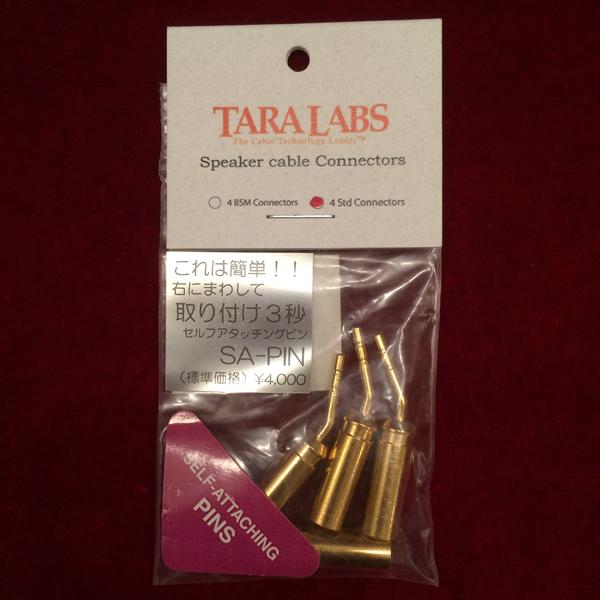 TARA LABS
The Cable Technology Leader™
Speaker cable Connectors
4 BSM Connectors 4 Std Connectors
これは簡単！！
右にまわして
取り付け3秒
セルフアタッチングピン
SA-PIN
（標準価格）¥4,000
SELF-ATTACHING
PINS